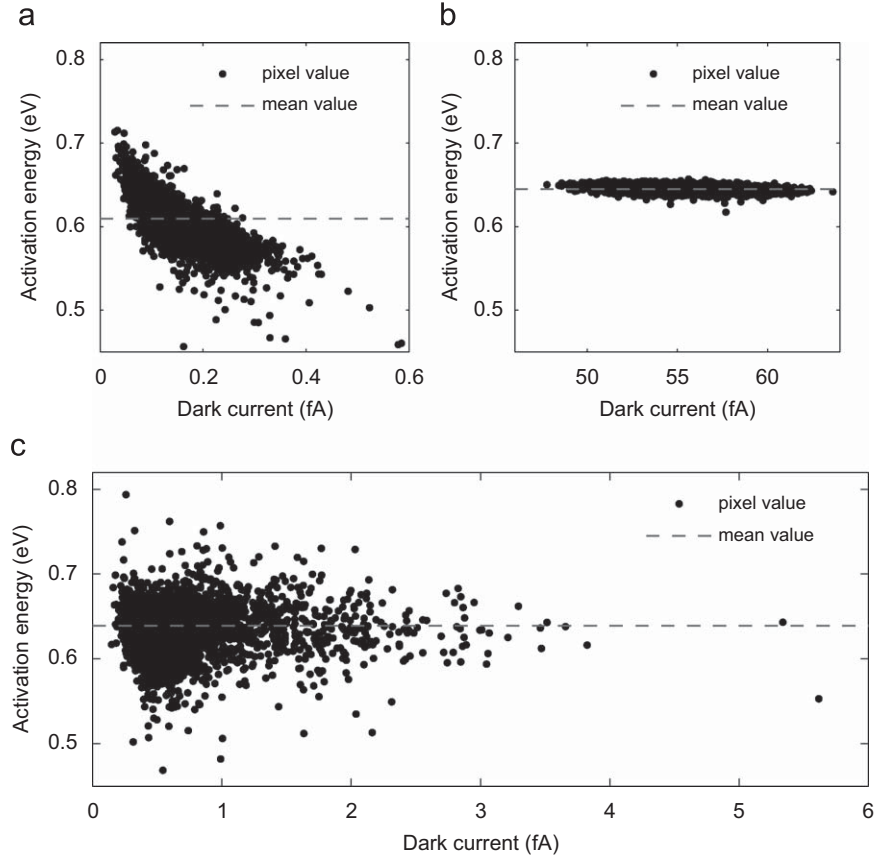 a
0.8
0.7
0.6
0.5
Activation energy (eV)
pixel value
mean value
0 0.2 0.4 0.6
Dark current (fA)
b
0.8
0.7
0.6
0.5
Activation energy (eV)
pixel value
mean value
50 55 60
Dark current (fA)
c
0.8
0.7
0.6
0.5
Activation energy (eV)
pixel value
mean value
0 1 2 3 4 5 6
Dark current (fA)